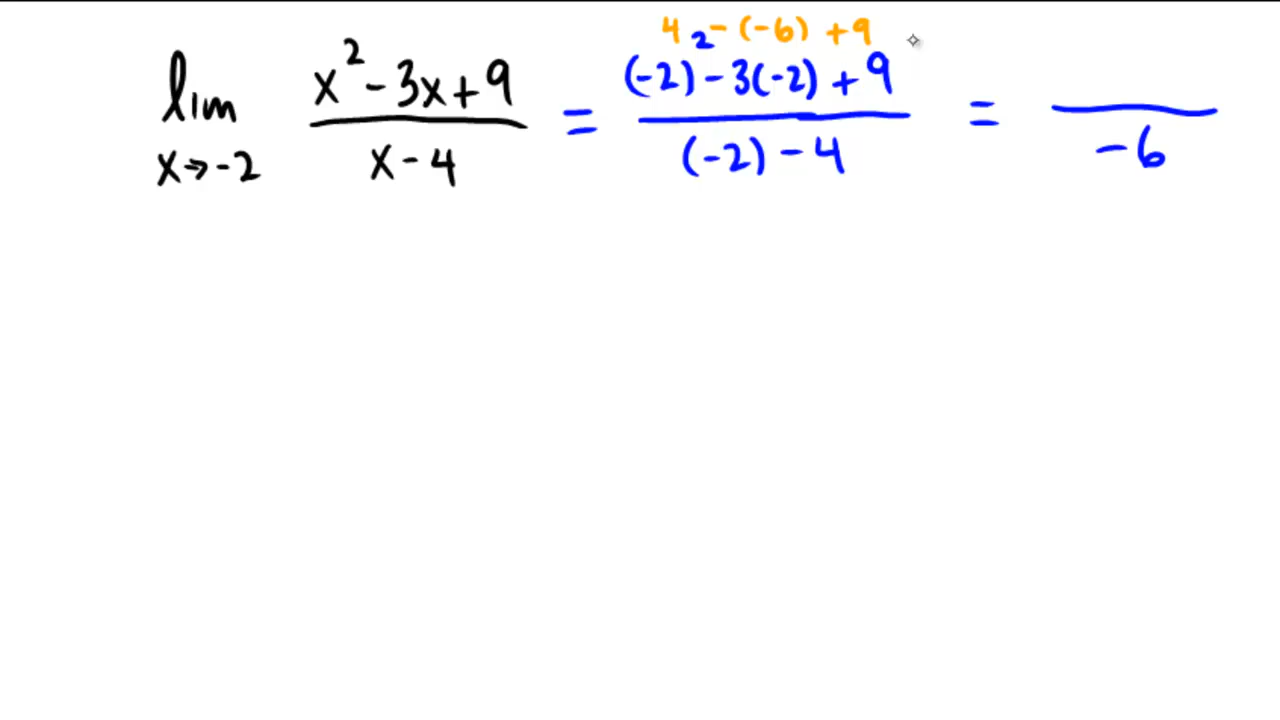 4 - (-6) + 9
lim x→-2 (x² - 3x + 9)/(x - 4) = ((-2)² - 3(-2) + 9)/((-2) - 4) = /(-6)